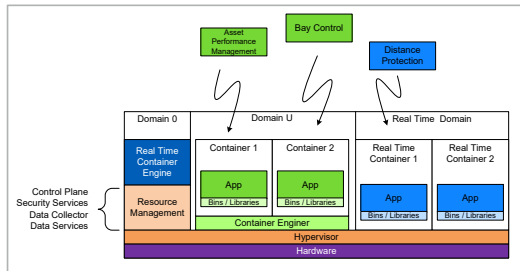 Asset
Performance
Management
Bay Control
Distance
Protection
Domain 0
Domain U
Real Time Domain
Real Time
Container
Engine
Container 1
Container 2
Real Time
Container 1
Real Time
Container 2
App
Bins / Libraries
App
Bins / Libraries
App
Bins / Libraries
App
Bins / Libraries
Control Plane
Security Services
Data Collector
Data Services
Resource
Management
Container Enginer
Hypervisor
Hardware